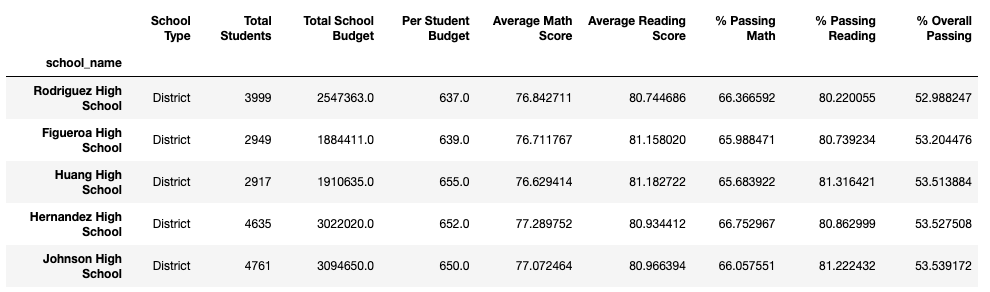 School Type Total Students Total School Budget Per Student Budget Average Math Score Average Reading Score % Passing Math % Passing Reading % Overall Passing
school_name
Rodriguez High School District 3999 2547363.0 637.0 76.842711 80.744686 66.366592 80.220055 52.988247
Figueroa High School District 2949 1884411.0 639.0 76.711767 81.158020 65.988471 80.739234 53.204476
Huang High School District 2917 1910635.0 655.0 76.629414 81.182722 65.683922 81.316421 53.513884
Hernandez High School District 4635 3022020.0 652.0 77.289752 80.934412 66.752967 80.862999 53.527508
Johnson High School District 4761 3094650.0 650.0 77.072464 80.966394 66.057551 81.222432 53.539172